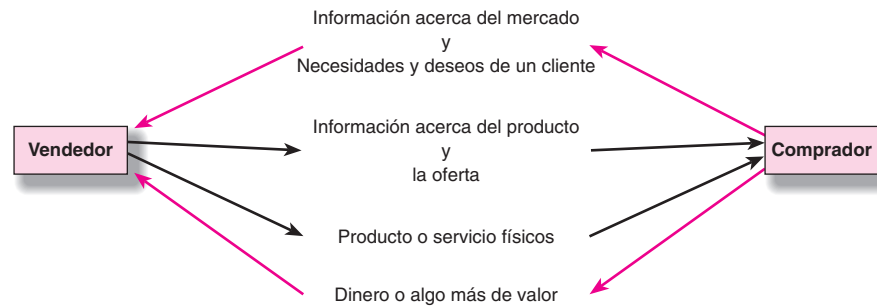 Información acerca del mercado
y
Necesidades y deseos de un cliente
Vendedor
Información acerca del producto
y
la oferta
Comprador
Producto o servicio físicos
Dinero o algo más de valor